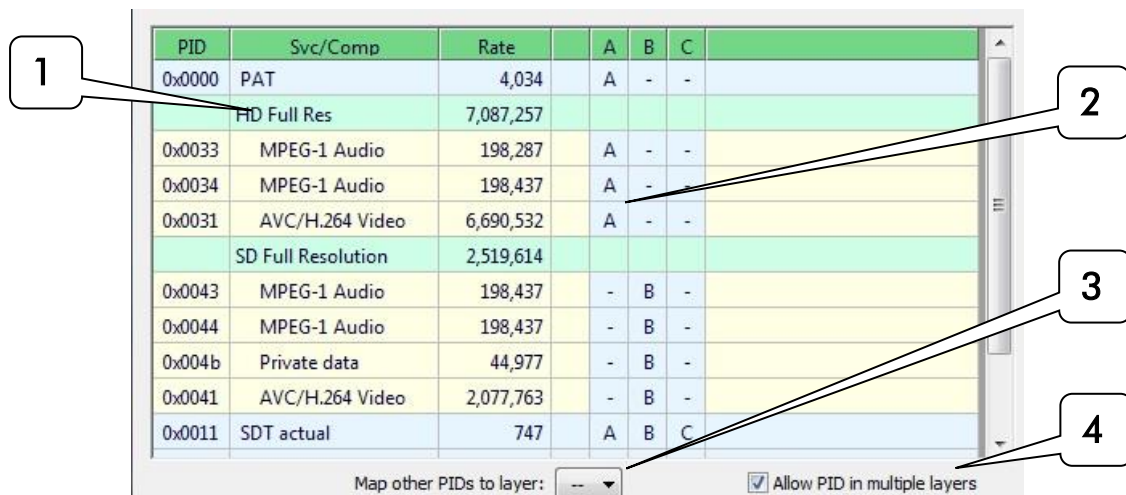 PID Svc/Comp Rate A B C
0x0000 PAT 4,034 A - -
HD Full Res 7,087,257
0x0033 MPEG-1 Audio 198,287 A - -
0x0034 MPEG-1 Audio 198,437 A - -
0x0031 AVC/H.264 Video 6,690,532 A - -
SD Full Resolution 2,519,614
0x0043 MPEG-1 Audio 198,437 - B -
0x0044 MPEG-1 Audio 198,437 - B -
0x004b Private data 44,977 - B -
0x0041 AVC/H.264 Video 2,077,763 - B -
0x0011 SDT actual 747 A B C
Map other PIDs to layer: -- Allow PID in multiple layers
1
2
3
4